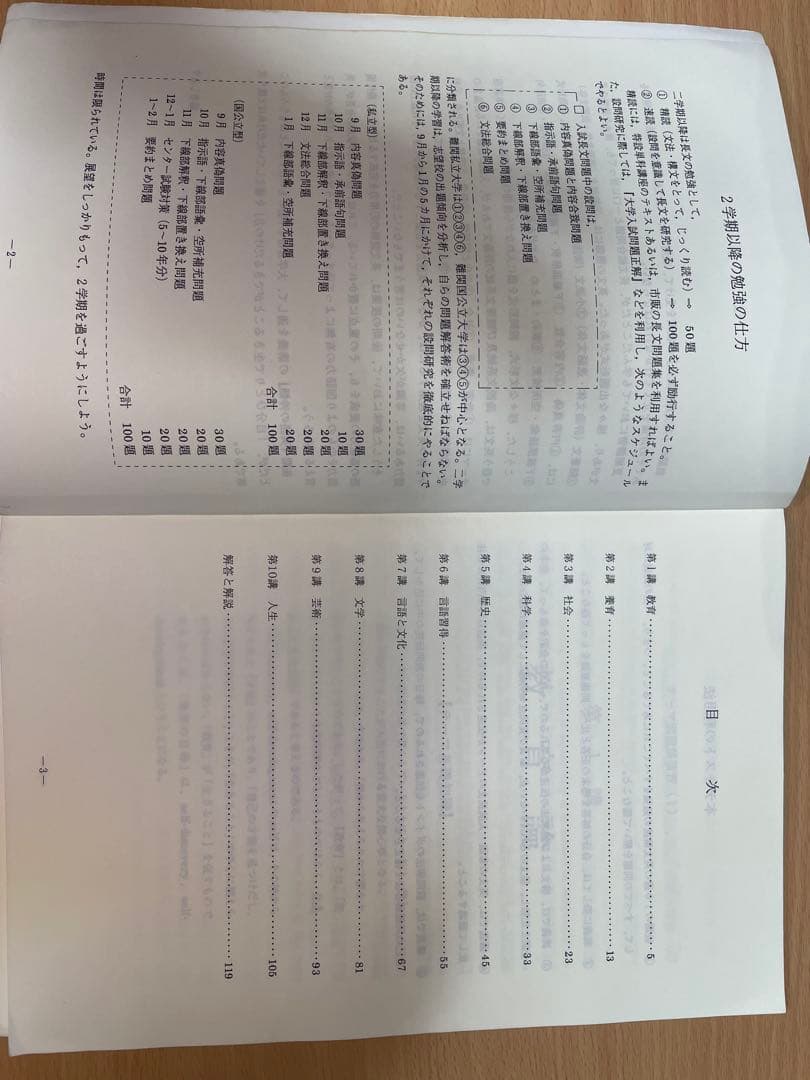 2学期以降の勉強の仕方
二学期以降は長文の勉強として,
① 精読(文法・構文をとって, じっくり読む) ⇒ 50題
② 速読(設問を意識して長文を研究する) ⇒ 100題を必ず励行すること。
精読には, 特設単科講座のテキストあるいは, 市販の長文問題集を利用すればよい。ま
た, 設問研究に際しては, 『大学入試問題正解』などを利用し, 次のようなスケジュール
でやるとよい。
□ 入試長文問題中の設問は,
① 内容真偽問題と内容合致問題
② 指示語・承前語句問題
③ 下線部語彙・空所補充問題
④ 下線部解釈・下線部置き換え問題
⑤ 要約まとめ問題
⑥ 文法総合問題
に分類される。難関私立大学は①②③④⑥, 難関国公立大学は③④⑤が中心となる。二学
期以降の学習は, 志望校の出題傾向を分析し, 自らの問題解答術を確立せねばならない。
そのためには, 9月から1月の5カ月にかけて, それぞれの設問研究を徹底的にやることで
ある。
(私立型)
9月 内容真偽問題 30題
10月 指示語・承前語句問題 10題
11月 下線部解釈・下線部置き換え問題 20題
12月 文法総合問題 20題
1月 下線部語彙・空所補充問題 20題
合計 100題
(国公立型)
9月 内容真偽問題 30題
10月 指示語・下線部語彙・空所補充問題 20題
11月 下線部解釈・下線部置き換え問題 20題
12~1月 センター試験対策(5~10年分) 20題
1~2月 要約まとめ問題 10題
合計 100題
時間は限られている。展望をしっかりもって, 2学期を過ごすようにしよう。
—2—
目 次
第1講 教育 5
第2講 養育 13
第3講 社会 23
第4講 科学 33
第5講 歴史 45
第6講 言語習得 55
第7講 言語と文化 67
第8講 文学 81
第9講 芸術 93
第10講 人生 105
解答と解説 119
—3—